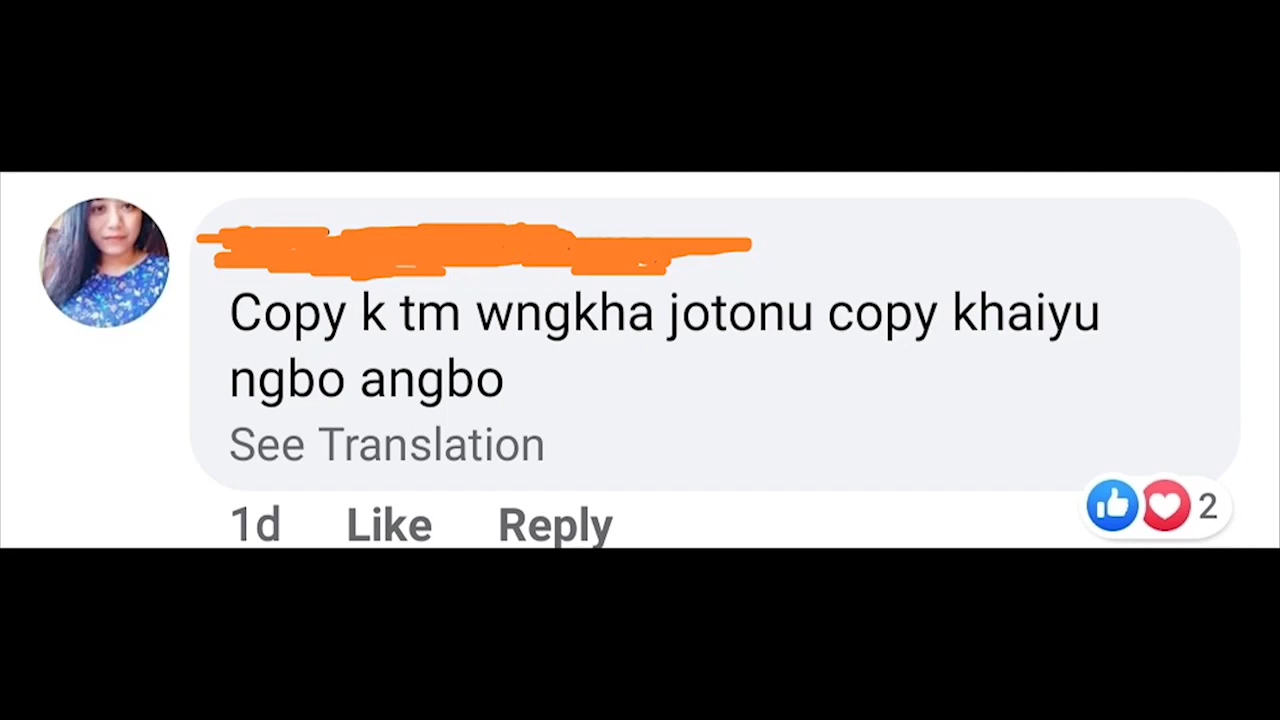 Copy k tm wngkha jotonu copy khaiyu
ngbo angbo
See Translation
1d Like Reply
2